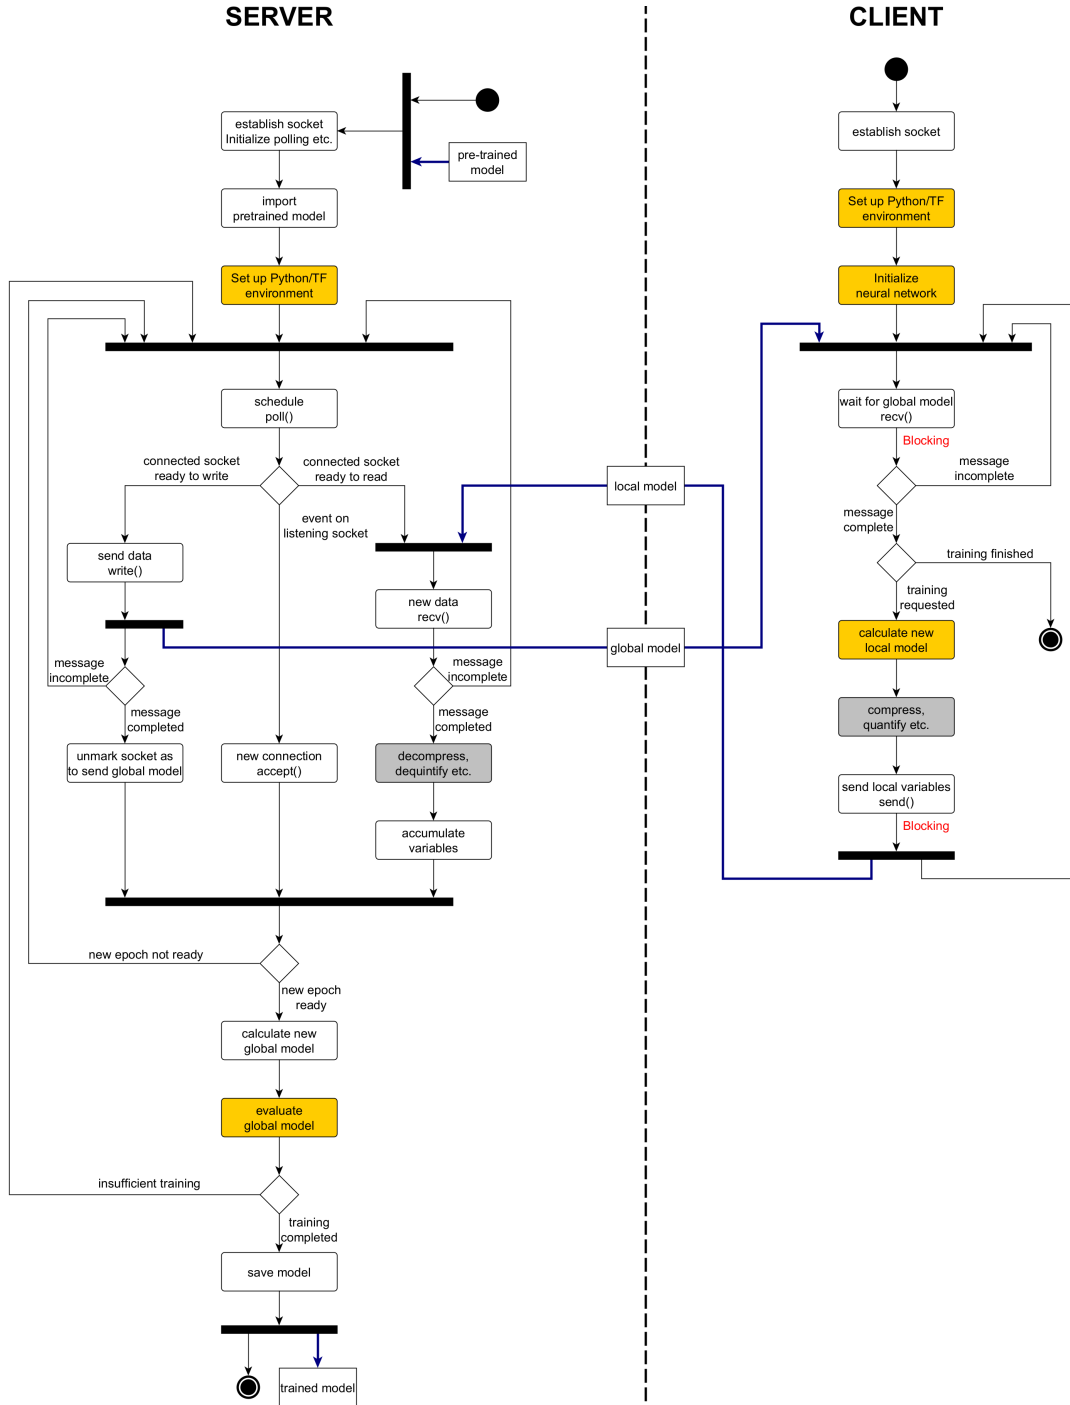 SERVER
CLIENT
establish socket
Initialize polling etc.
pre-trained
model
import
pretrained model
Set up Python/TF
environment
schedule
poll()
connected socket
ready to write
connected socket
ready to read
event on
listening socket
send data
write()
new data
recv()
message
incomplete
message
incomplete
message
completed
message
completed
unmark socket as
to send global model
new connection
accept()
decompress,
dequintify etc.
accumulate
variables
new epoch not ready
new epoch
ready
calculate new
global model
evaluate
global model
insufficient training
training
completed
save model
trained model
local model
global model
establish socket
Set up Python/TF
environment
Initialize
neural network
wait for global model
recv()
Blocking
message
incomplete
message
complete
training finished
training
requested
calculate new
local model
compress,
quantify etc.
send local variables
send()
Blocking